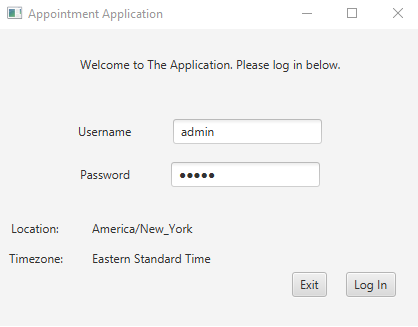 Appointment Application
Welcome to The Application. Please log in below.
Username admin
Password •••••
Location: America/New_York
Timezone: Eastern Standard Time
Exit Log In